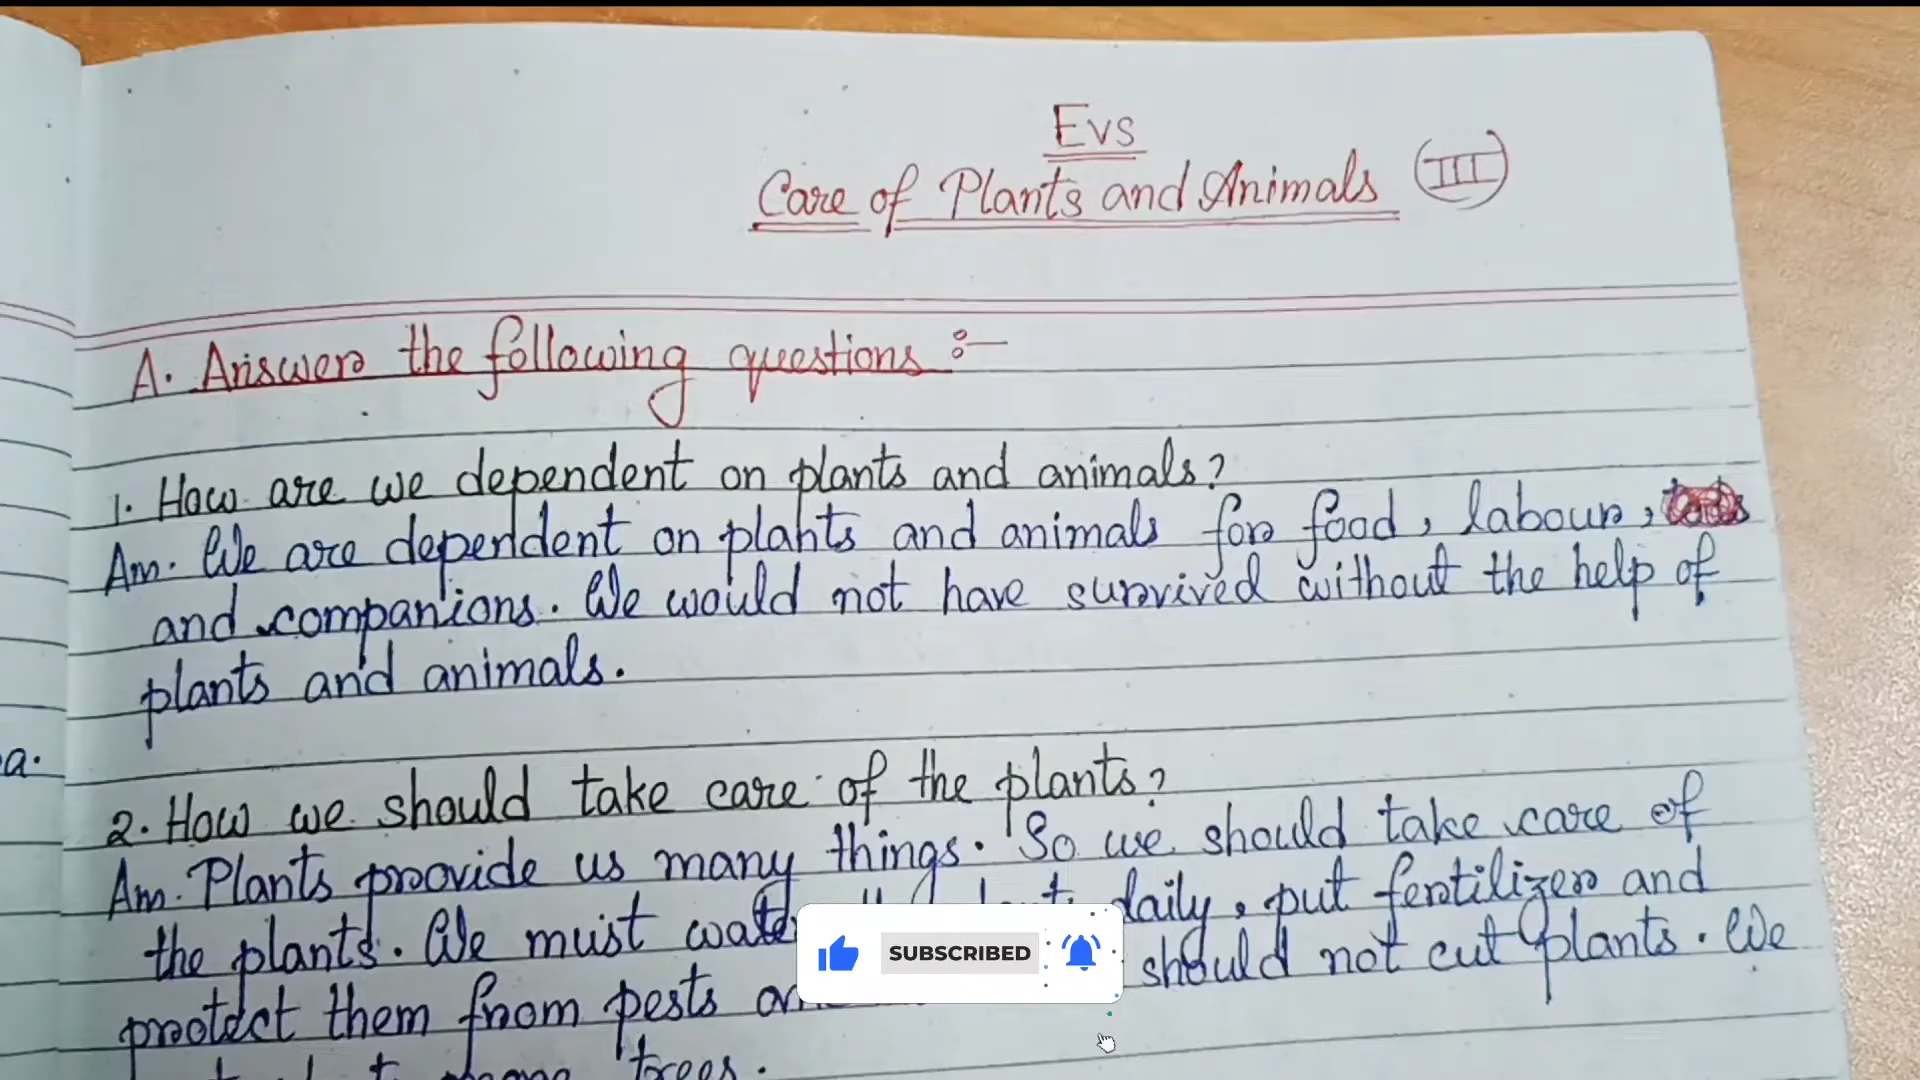 Evs
Care of Plants and Animals (III)
A. Answer the following questions :-
1. How are we dependent on plants and animals?
Ans. We are dependent on plants and animals for food, labour,
and companions. We would not have survived without the help of
plants and animals.
a.
2. How we should take care of the plants?
Ans. Plants provide us many things. So we should take care of
the plants. We must water daily, put fertilizer and
protect them from pests should not cut plants. We
trees.
SUBSCRIBED